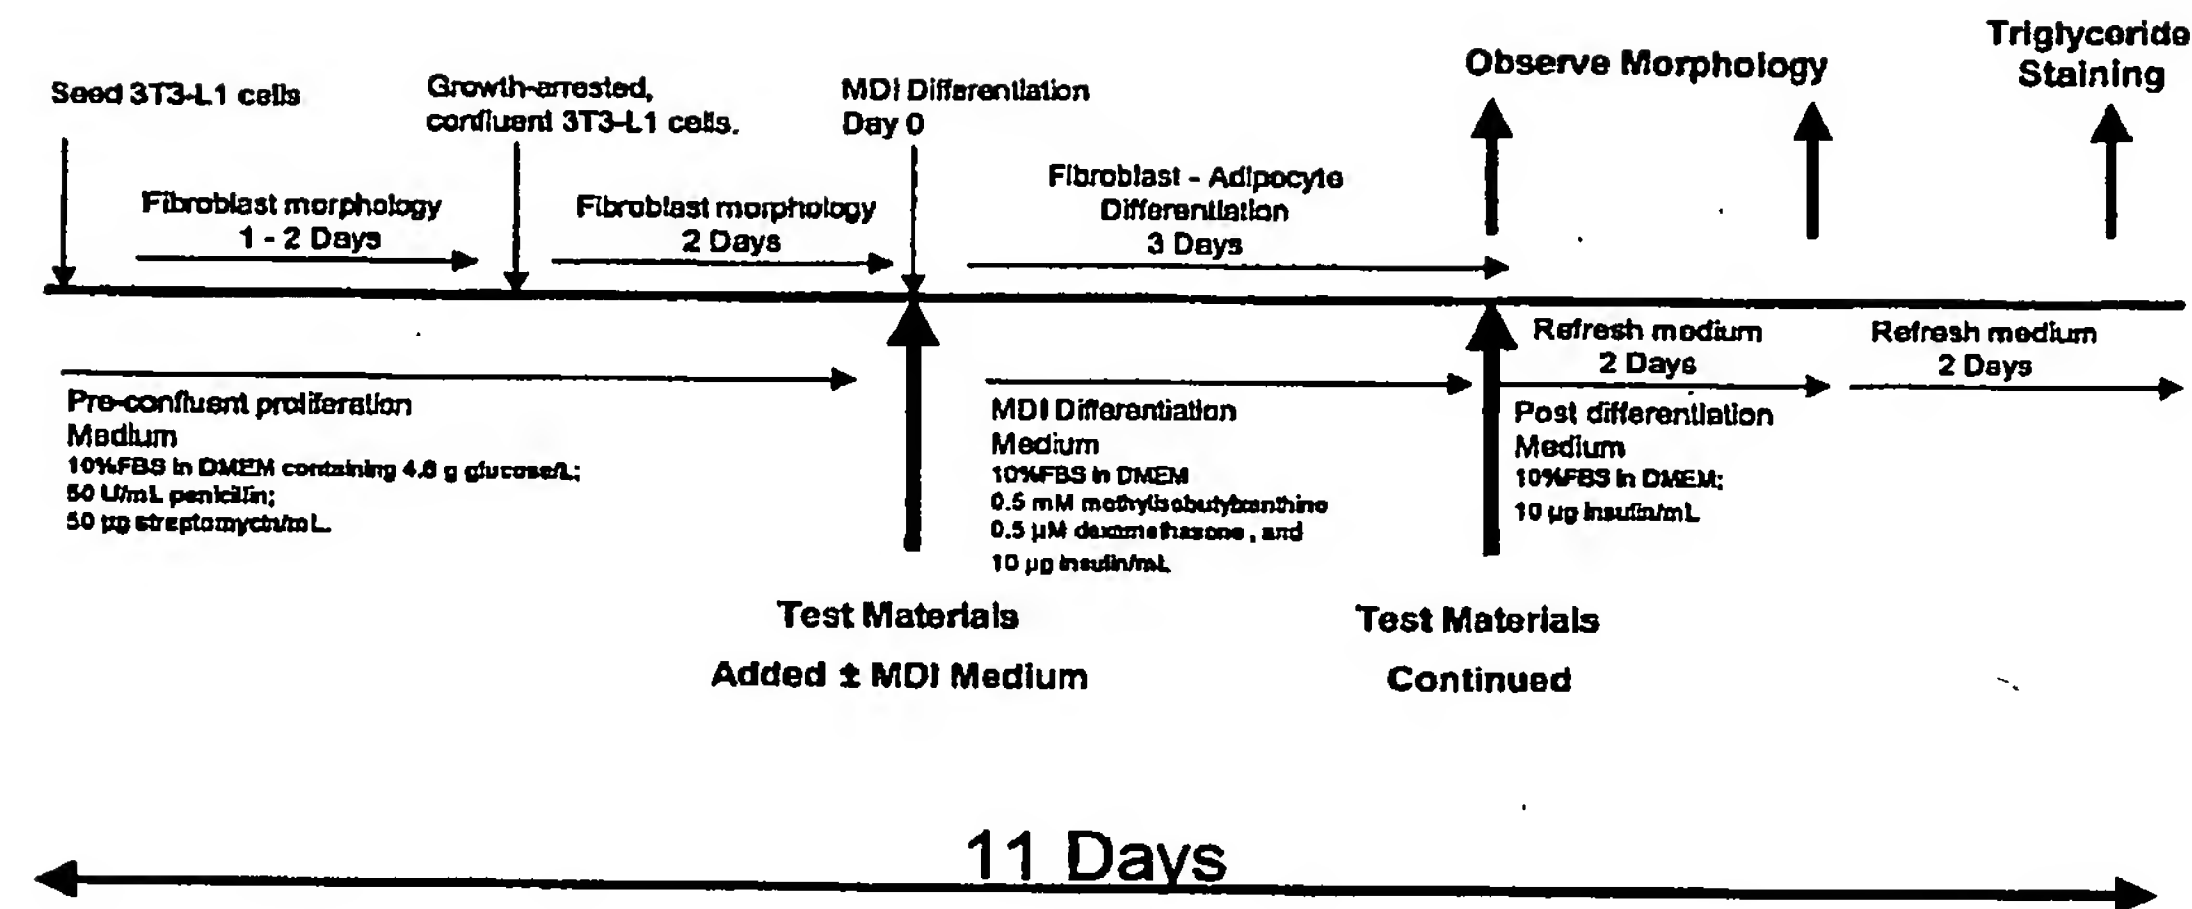 Seed 3T3-L1 cells
Growth-arrested,
confluent 3T3-L1 cells.
MDI Differentiation
Day 0
Observe Morphology
Triglyceride
Staining
Fibroblast morphology
1 - 2 Days
Fibroblast morphology
2 Days
Fibroblast - Adipocyte
Differentiation
3 Days
Refresh medium
2 Days
Refresh medium
2 Days
Pre-confluent proliferation
Medium
10%FBS in DMEM containing g glucose/L;
50 U/mL penicillin;
50 µg streptomycin/mL.
MDI Differentiation
Medium
10%FBS in DMEM
0.5 mM methylisobutylxanthine
0.5 µM dexamethasone, and
10 µg insulin/mL
Post differentiation
Medium
10%FBS in DMEM;
10 µg insulin/mL
Test Materials
Added ± MDI Medium
Test Materials
Continued
11 Days